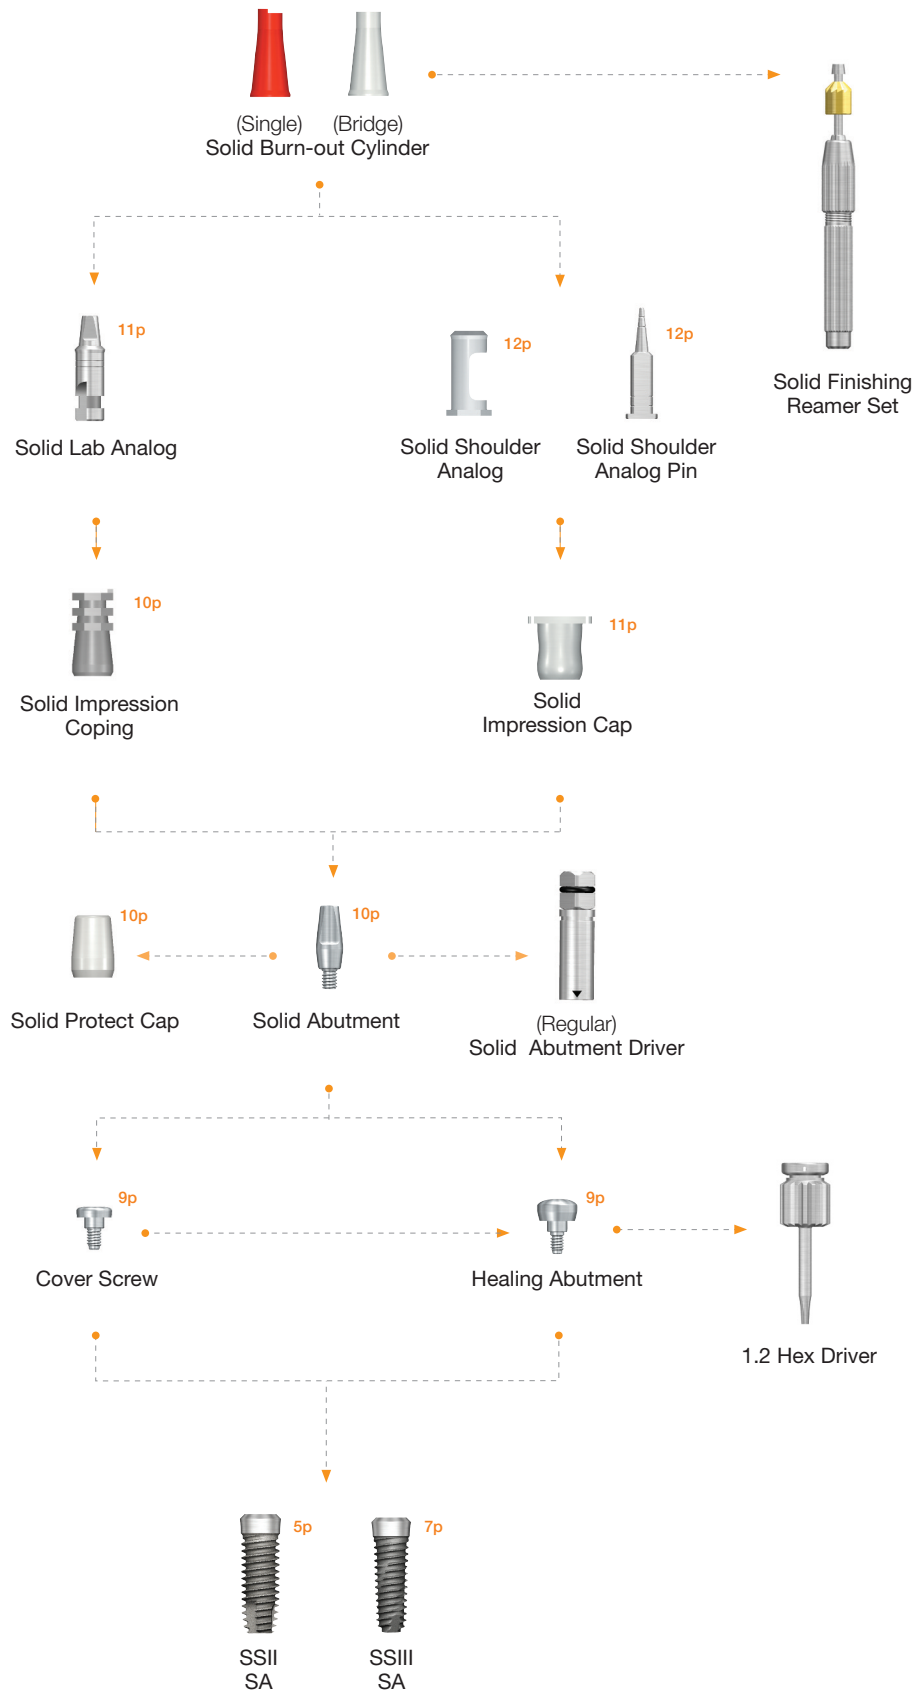 (Single) (Bridge)
Solid Burn-out Cylinder
11p
12p
12p
Solid Finishing
Reamer Set
Solid Lab Analog
Solid Shoulder
Analog
Solid Shoulder
Analog Pin
10p
11p
Solid Impression
Coping
Solid
Impression Cap
10p
10p
Solid Protect Cap
Solid Abutment
(Regular)
Solid Abutment Driver
9p
9p
Cover Screw
Healing Abutment
1.2 Hex Driver
5p
7p
SSII
SA
SSIII
SA